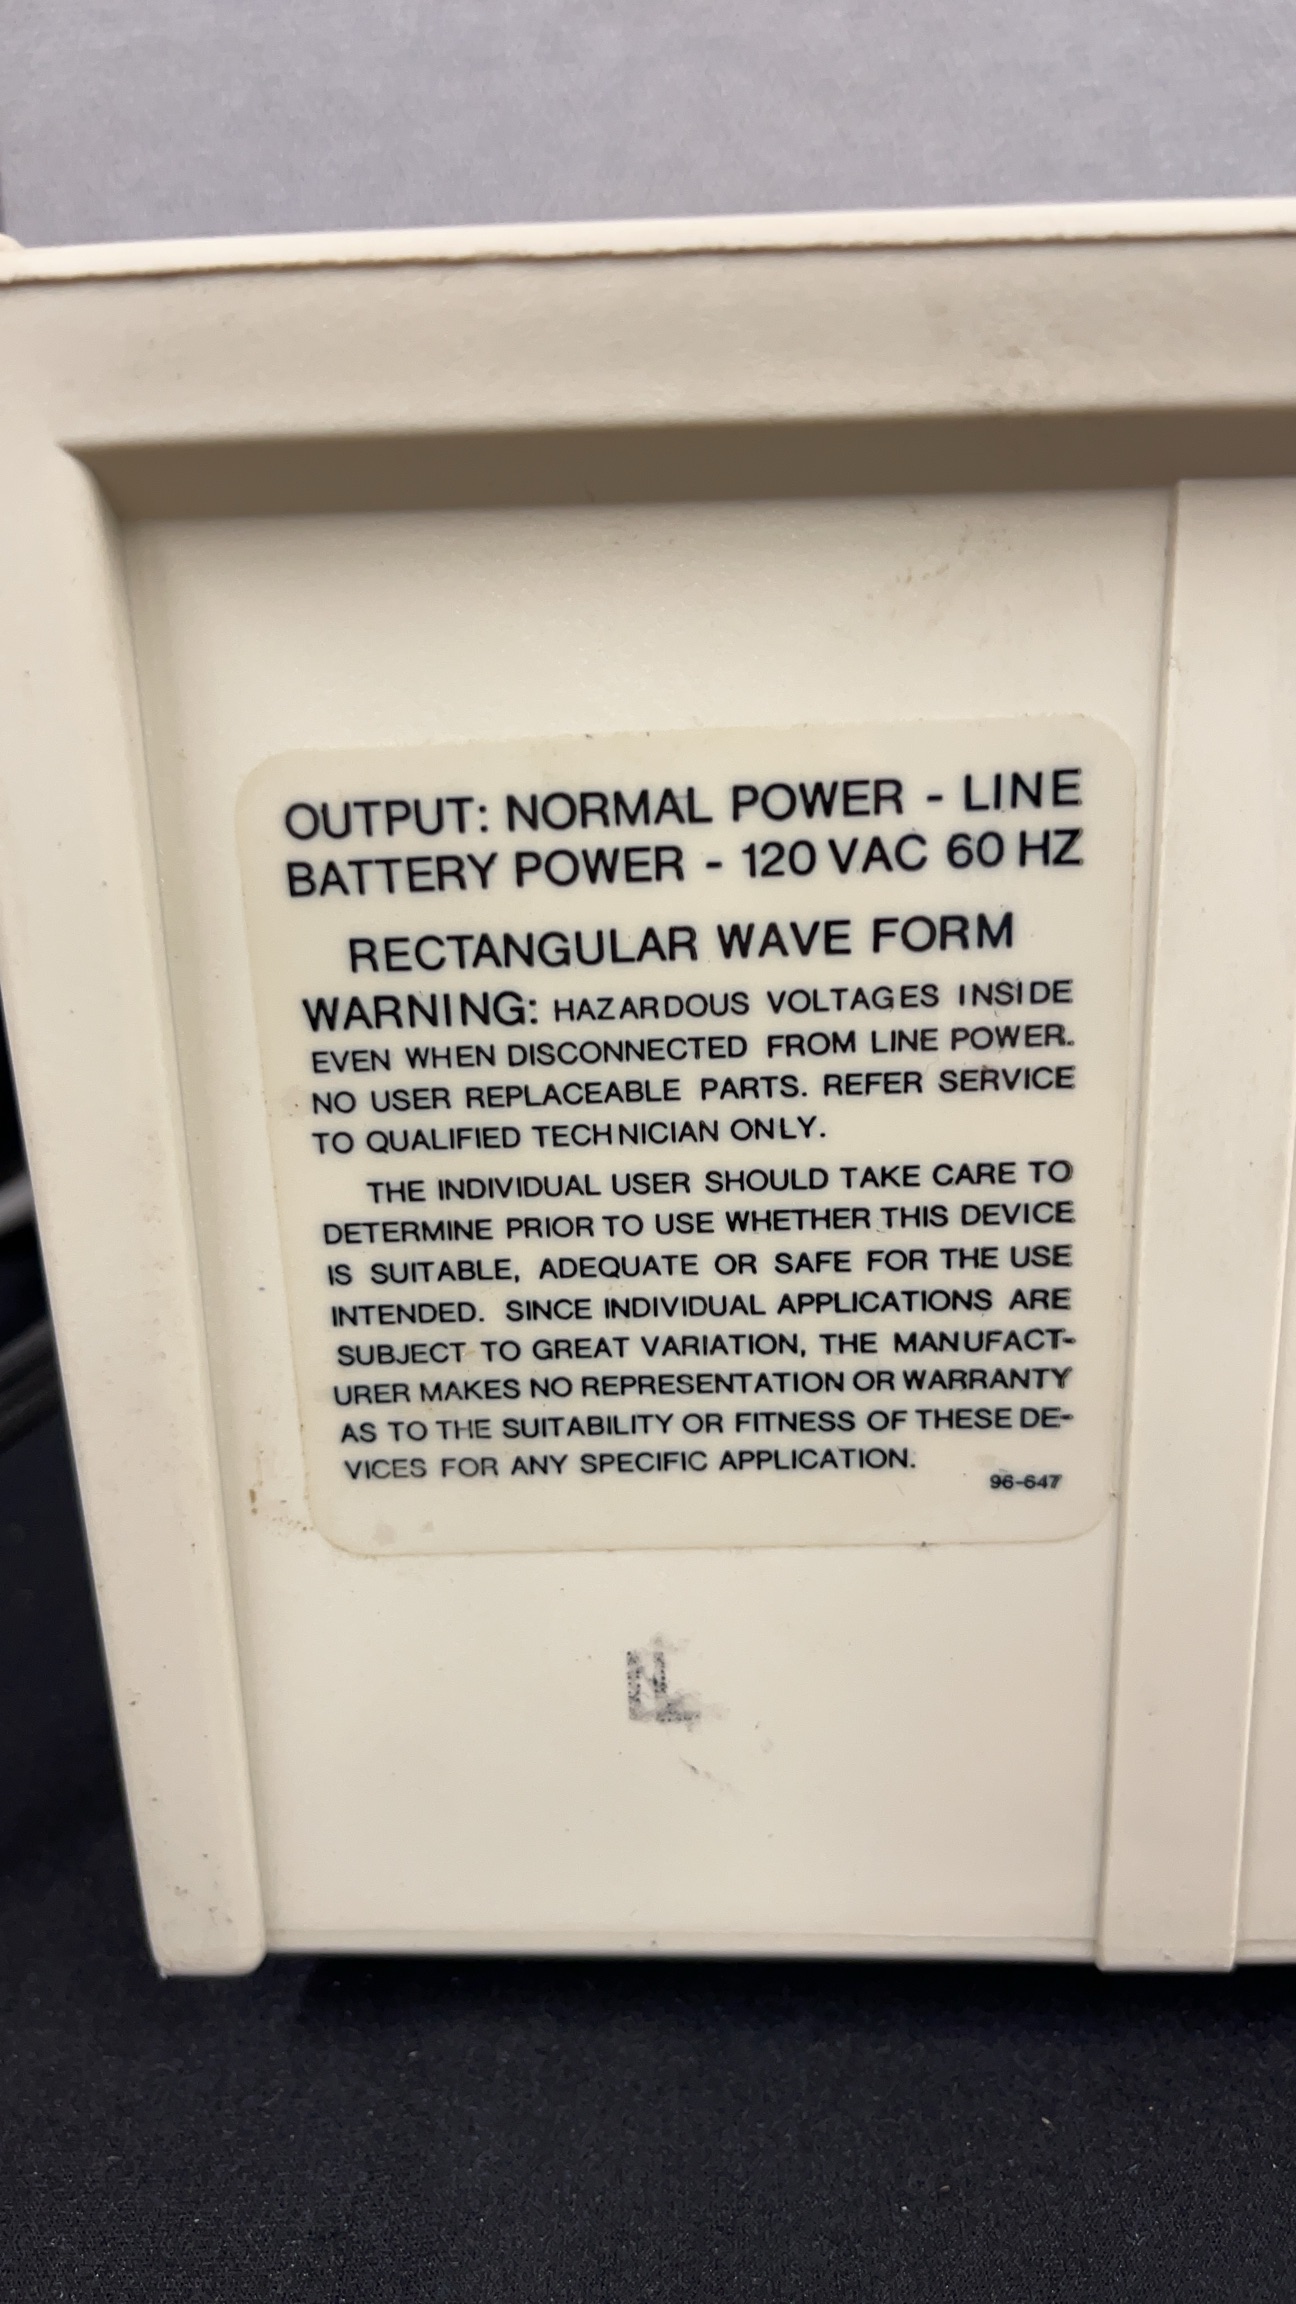 OUTPUT: NORMAL POWER - LINE
BATTERY POWER - 120 VAC 60 HZ
RECTANGULAR WAVE FORM
WARNING: HAZARDOUS VOLTAGES INSIDE
EVEN WHEN DISCONNECTED FROM LINE POWER.
NO USER REPLACEABLE PARTS. REFER SERVICE
TO QUALIFIED TECHNICIAN ONLY.
THE INDIVIDUAL USER SHOULD TAKE CARE TO
DETERMINE PRIOR TO USE WHETHER THIS DEVICE
IS SUITABLE, ADEQUATE OR SAFE FOR THE USE
INTENDED. SINCE INDIVIDUAL APPLICATIONS ARE
SUBJECT TO GREAT VARIATION, THE MANUFACT-
URER MAKES NO REPRESENTATION OR WARRANTY
AS TO THE SUITABILITY OR FITNESS OF THESE DE-
VICES FOR ANY SPECIFIC APPLICATION.
96-647